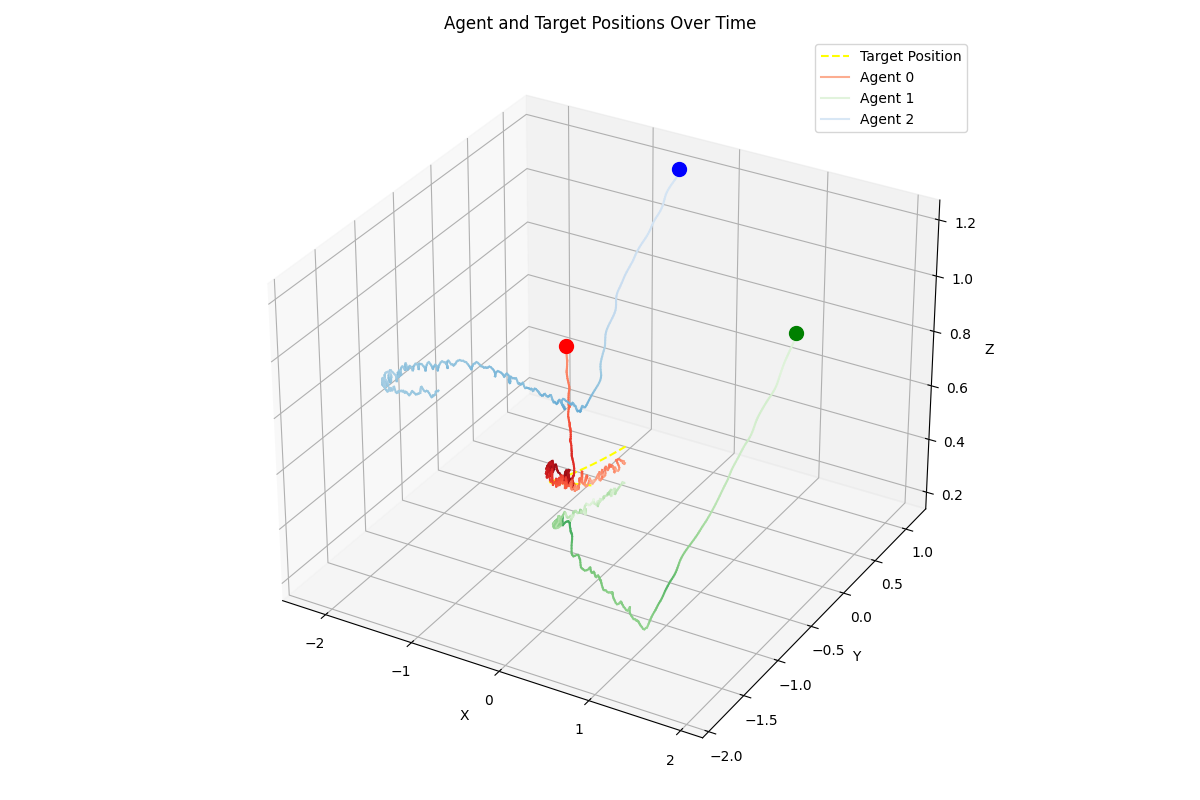 Agent and Target Positions Over Time
Target Position
Agent 0
Agent 1
Agent 2
1.2
1.0
0.8
0.6
0.4
0.2
Z
1.0
0.5
0.0
−0.5
−1.0
−1.5
−2.0
Y
−2
−1
0
1
2
X